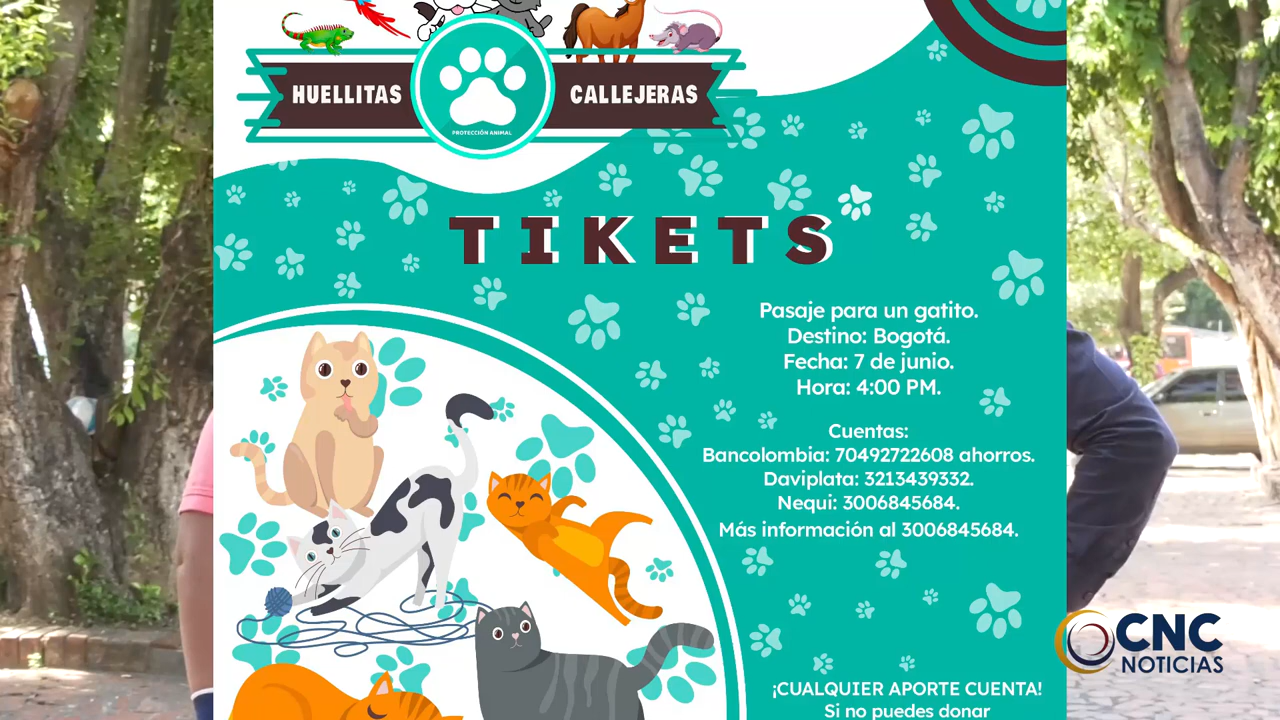 HUELLITAS CALLEJERAS
PROTECCIÓN ANIMAL
TIKETS
Pasaje para un gatito.
Destino: Bogotá.
Fecha: 7 de junio.
Hora: 4:00 PM.
Cuentas:
Bancolombia: 70492722608 ahorros.
Daviplata: 3213439332.
Nequi: 3006845684.
Más información al 3006845684.
CNC
NOTICIAS
¡CUALQUIER APORTE CUENTA!
Si no puedes donar